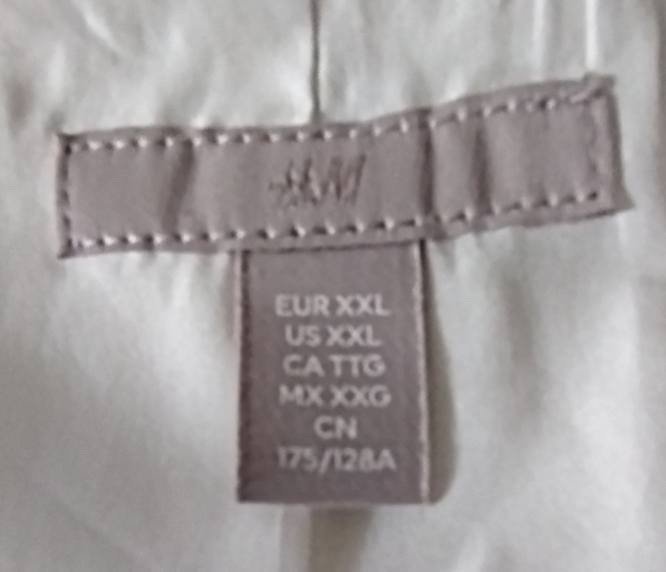 H&M
EUR XXL
US XXL
CA TTG
MX XXG
CN
175/128A